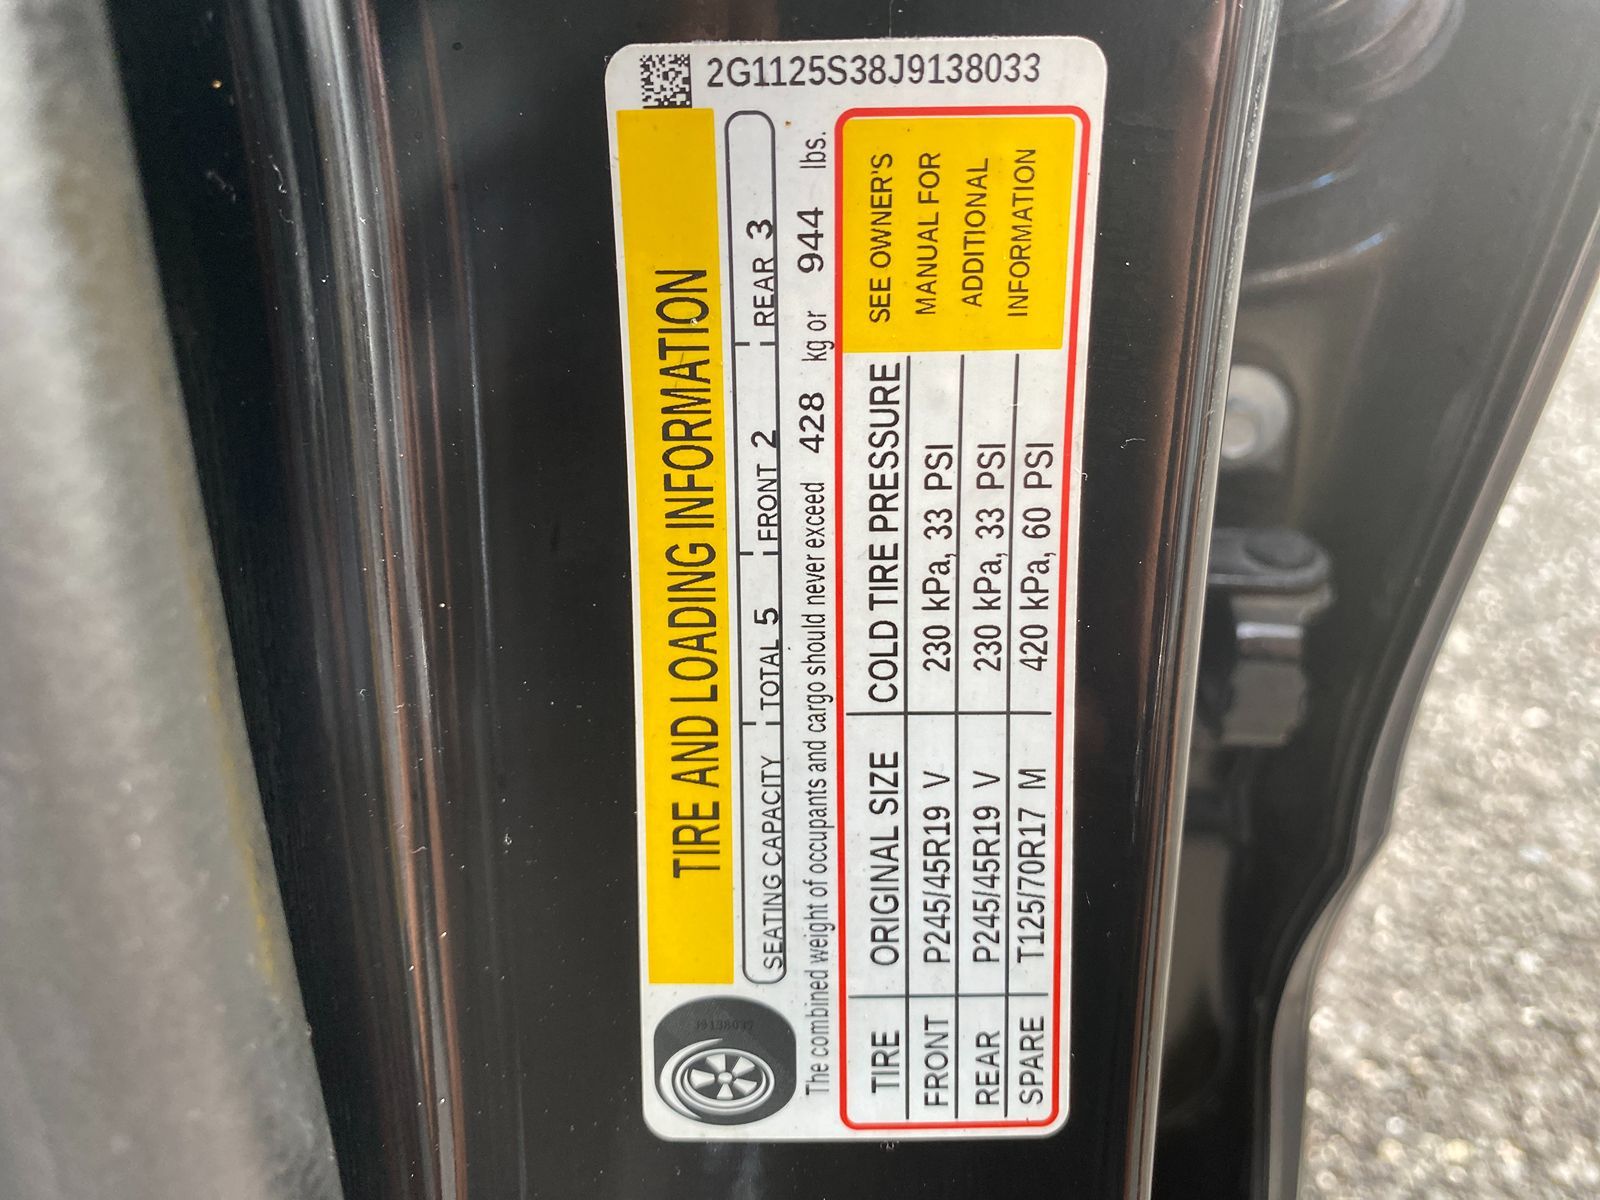 2G1125S38J9138033
TIRE AND LOADING INFORMATION
SEATING CAPACITY TOTAL 5 FRONT 2 REAR 3
The combined weight of occupants and cargo should never exceed 428 kg or 944 lbs.
TIRE ORIGINAL SIZE COLD TIRE PRESSURE
FRONT P245/45R19 V 230 kPa, 33 PSI
REAR P245/45R19 V 230 kPa, 33 PSI
SPARE T125/70R17 M 420 kPa, 60 PSI
SEE OWNER'S
MANUAL FOR
ADDITIONAL
INFORMATION